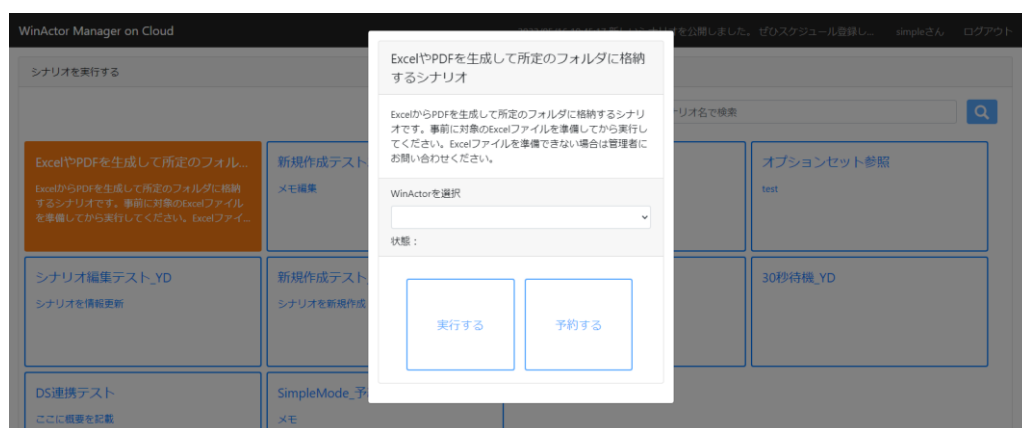 WinActor Manager on Cloud
を公開しました。ぜひスケジュール登録し... simpleさん ログアウト
シナリオを実行する
リオ名で検索
ExcelやPDFを生成して所定のフォル...
ExcelからPDFを生成して所定のフォルダに格納
するシナリオです。事前に対象のExcelファイル
を準備してから実行してください。Excelファイ...
新規作成テスト
メモ編集
オプションセット参照
test
シナリオ編集テスト_YD
シナリオを情報更新
新規作成テスト
シナリオを新規作成
30秒待機_YD
DS連携テスト
ここに概要を記載
SimpleMode_予
メモ
ExcelやPDFを生成して所定のフォルダに格納
するシナリオ
ExcelからPDFを生成して所定のフォルダに格納するシナリ
オです。事前に対象のExcelファイルを準備してから実行し
てください。Excelファイルを準備できない場合は管理者に
お問い合わせください。
WinActorを選択
状態：
実行する
予約する